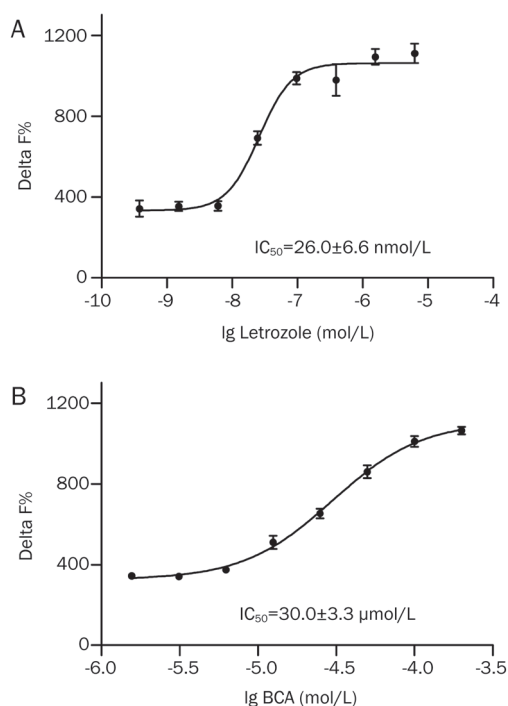 A
1200
800
400
0
Delta F%
IC50=26.0±6.6 nmol/L
-10 -9 -8 -7 -6 -5 -4
lg Letrozole (mol/L)
B
1200
800
400
0
Delta F%
IC50=30.0±3.3 µmol/L
-6.0 -5.5 -5.0 -4.5 -4.0 -3.5
lg BCA (mol/L)